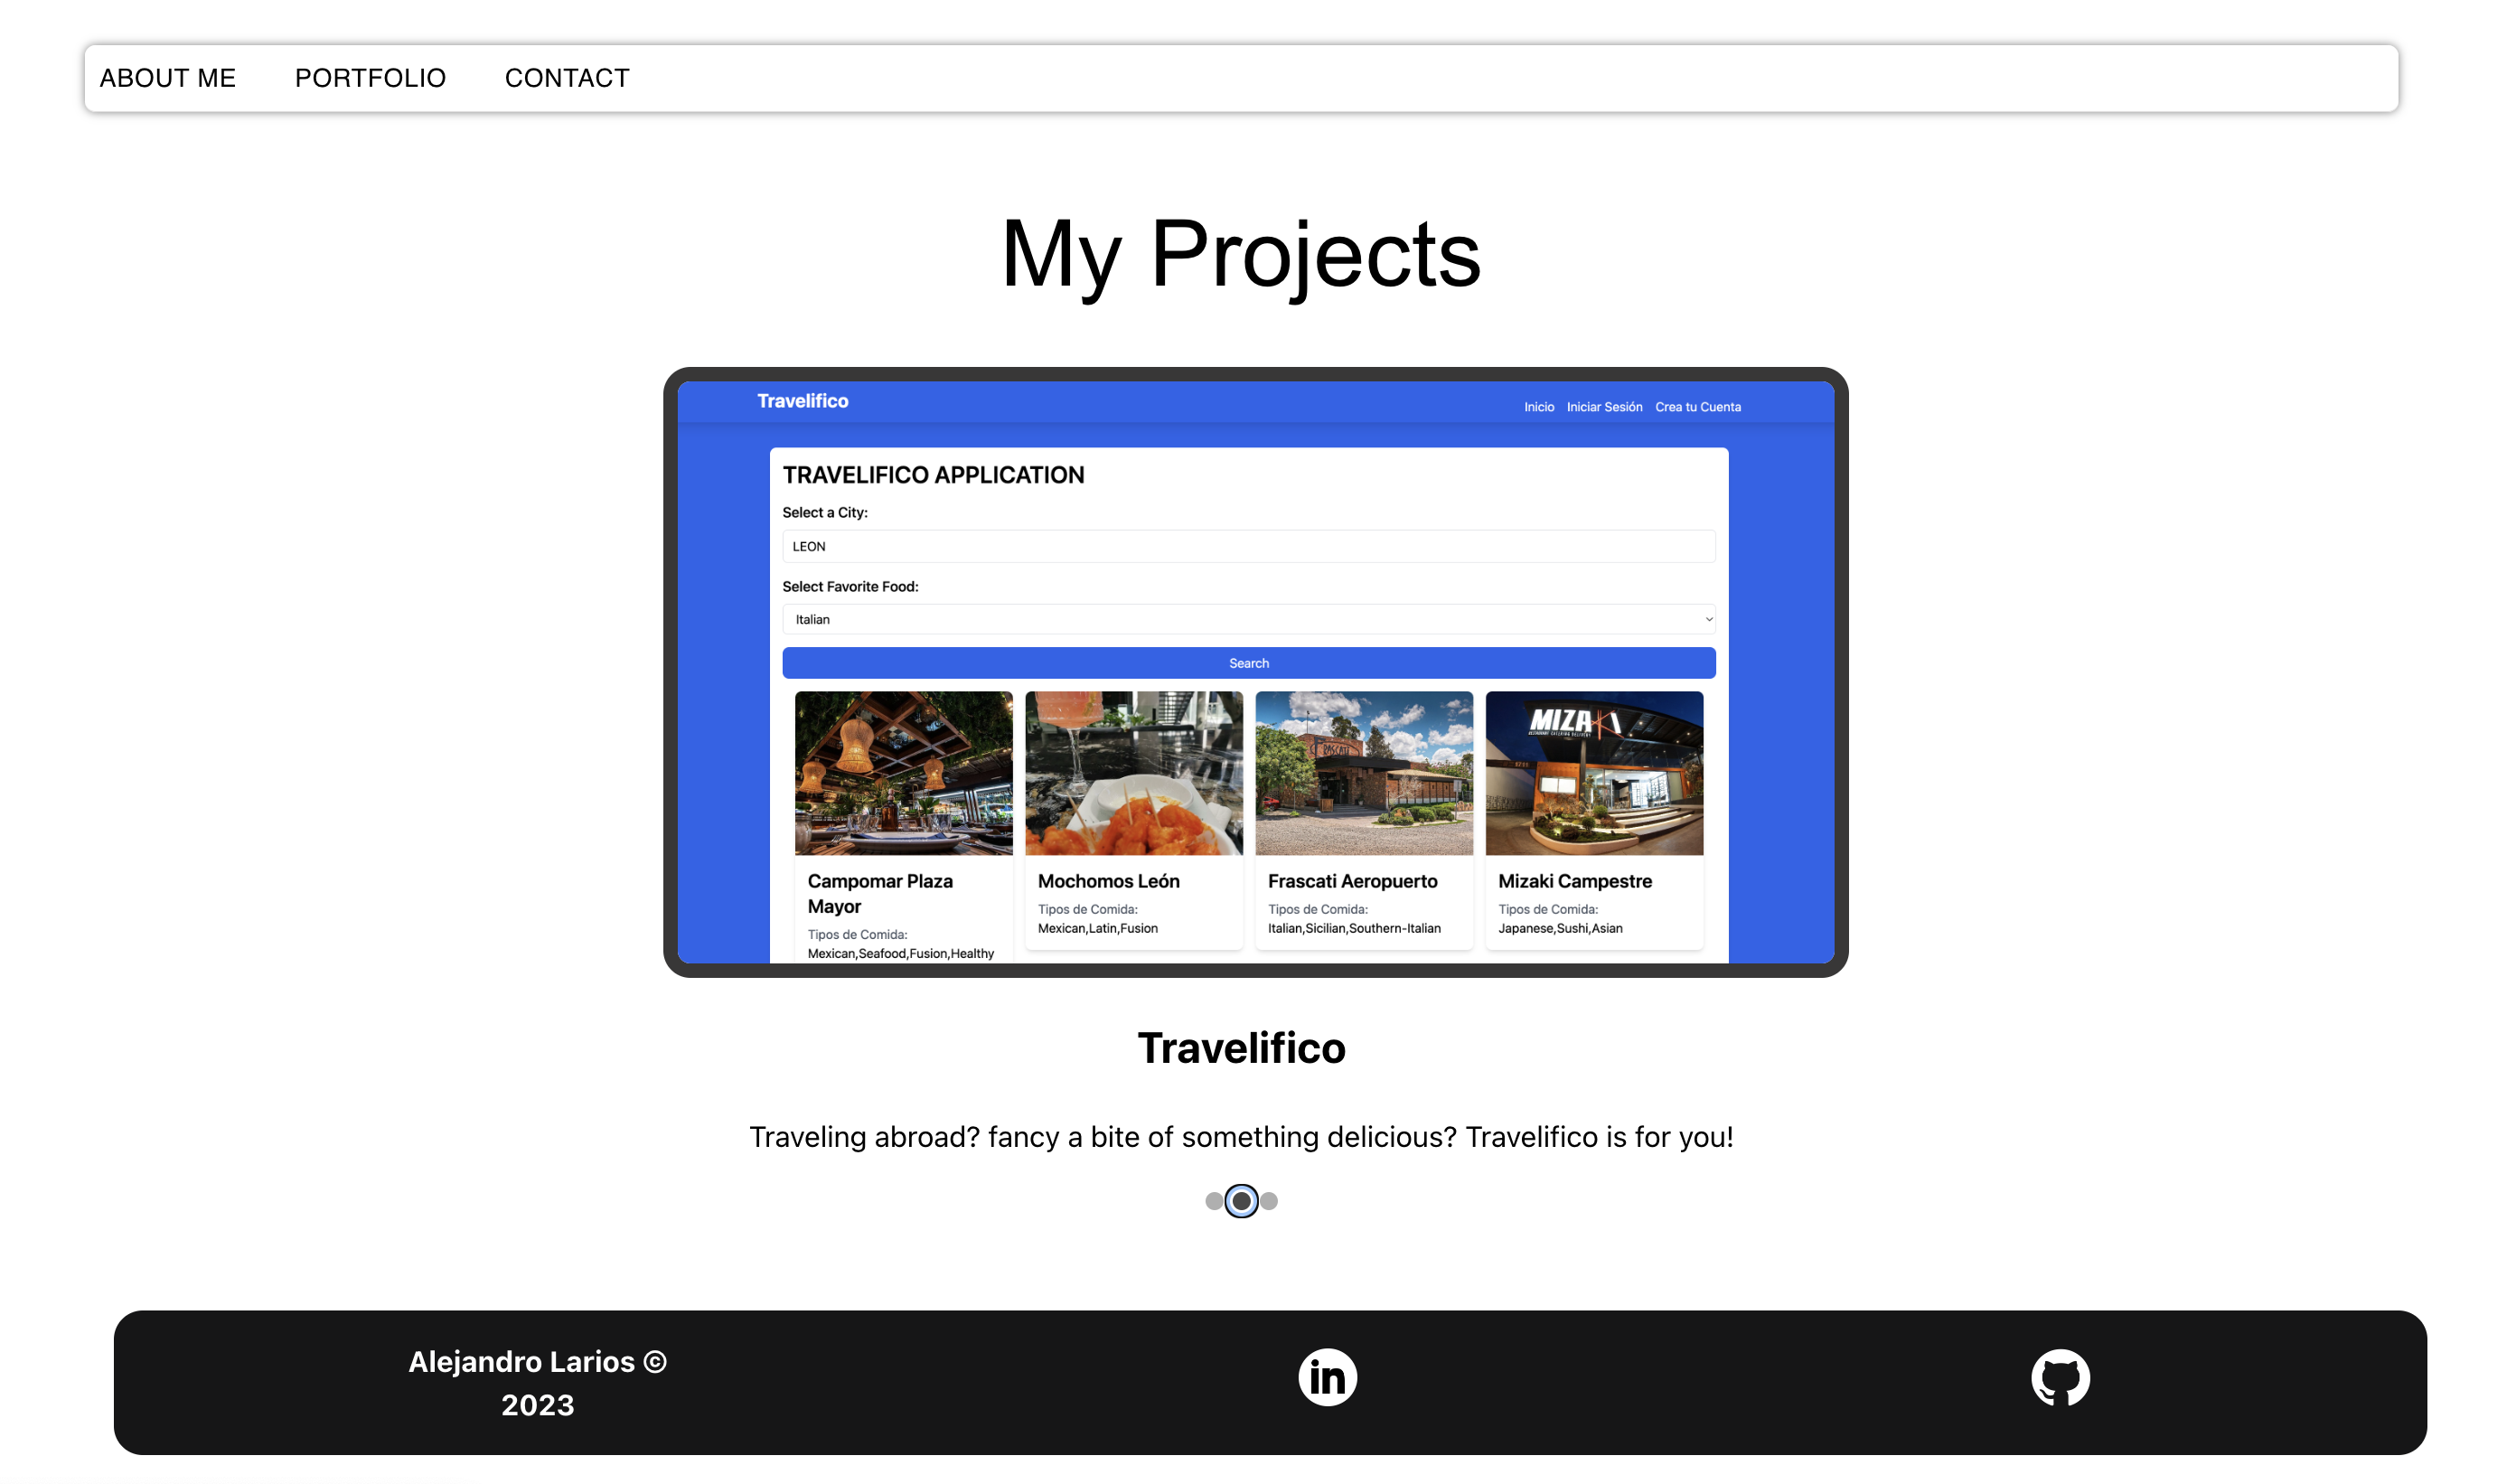 ABOUT ME PORTFOLIO CONTACT
My Projects
Travelifico
Inicio Iniciar Sesión Crea tu Cuenta
TRAVELIFICO APPLICATION
Select a City:
LEON
Select Favorite Food:
Italian
Search
MIZAKI
FRASCATI
Campomar Plaza
Mayor
Tipos de Comida:
Mexican,Seafood,Fusion,Healthy
Mochomos León
Tipos de Comida:
Mexican,Latin,Fusion
Frascati Aeropuerto
Tipos de Comida:
Italian,Sicilian,Southern-Italian
Mizaki Campestre
Tipos de Comida:
Japanese,Sushi,Asian
Travelifico
Traveling abroad? fancy a bite of something delicious? Travelifico is for you!
Alejandro Larios ©
2023
in